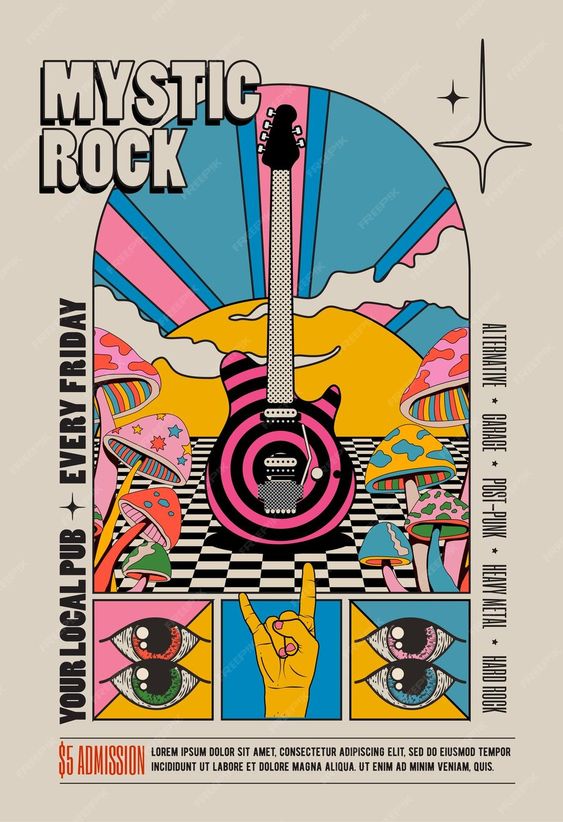 MYSTIC
ROCK
YOUR LOCAL PUB ✦ EVERY FRIDAY
ALTERNATIVE ★ GARAGE ★ POST-PUNK ★ HEAVY METAL ★ HARD ROCK
$5 ADMISSION
LOREM IPSUM DOLOR SIT AMET, CONSECTETUR ADIPISCING ELIT, SED DO EIUSMOD TEMPOR
INCIDIDUNT UT LABORE ET DOLORE MAGNA ALIQUA. UT ENIM AD MINIM VENIAM, QUIS.
FREEPIK